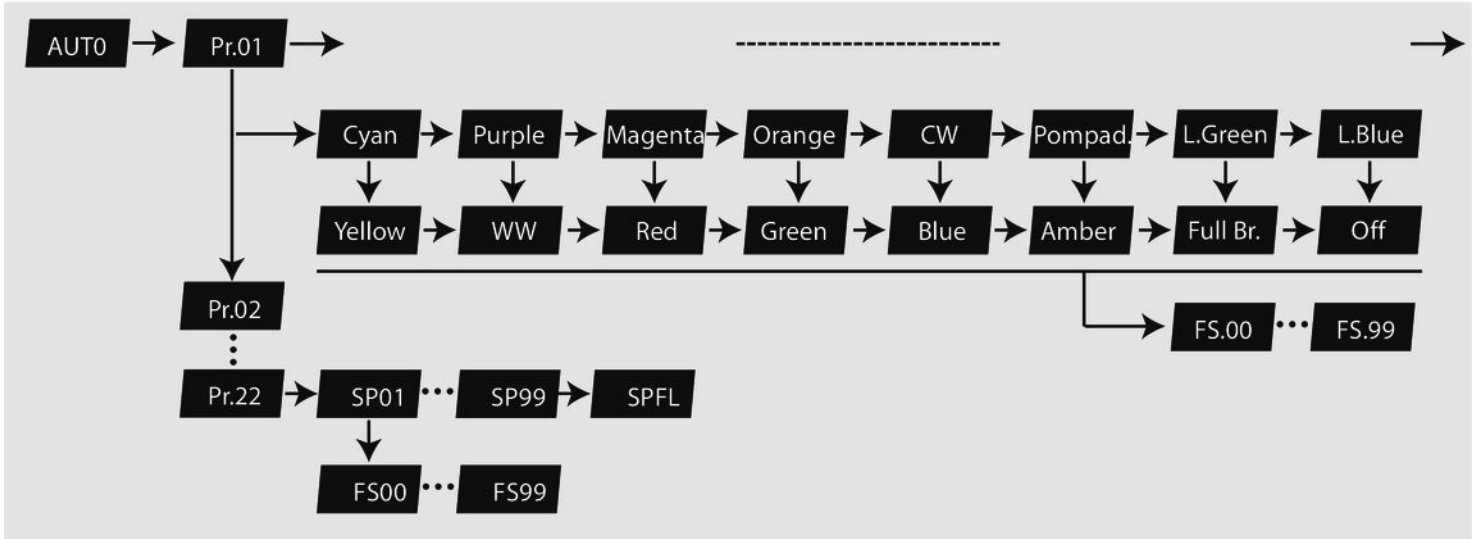 AUT0 Pr.01
Cyan Purple Magenta Orange CW Pompad. L.Green L.Blue
Yellow WW Red Green Blue Amber Full Br. Off
Pr.02
FS.00 FS.99
Pr.22 SP01 SP99 SPFL
FS00 FS99